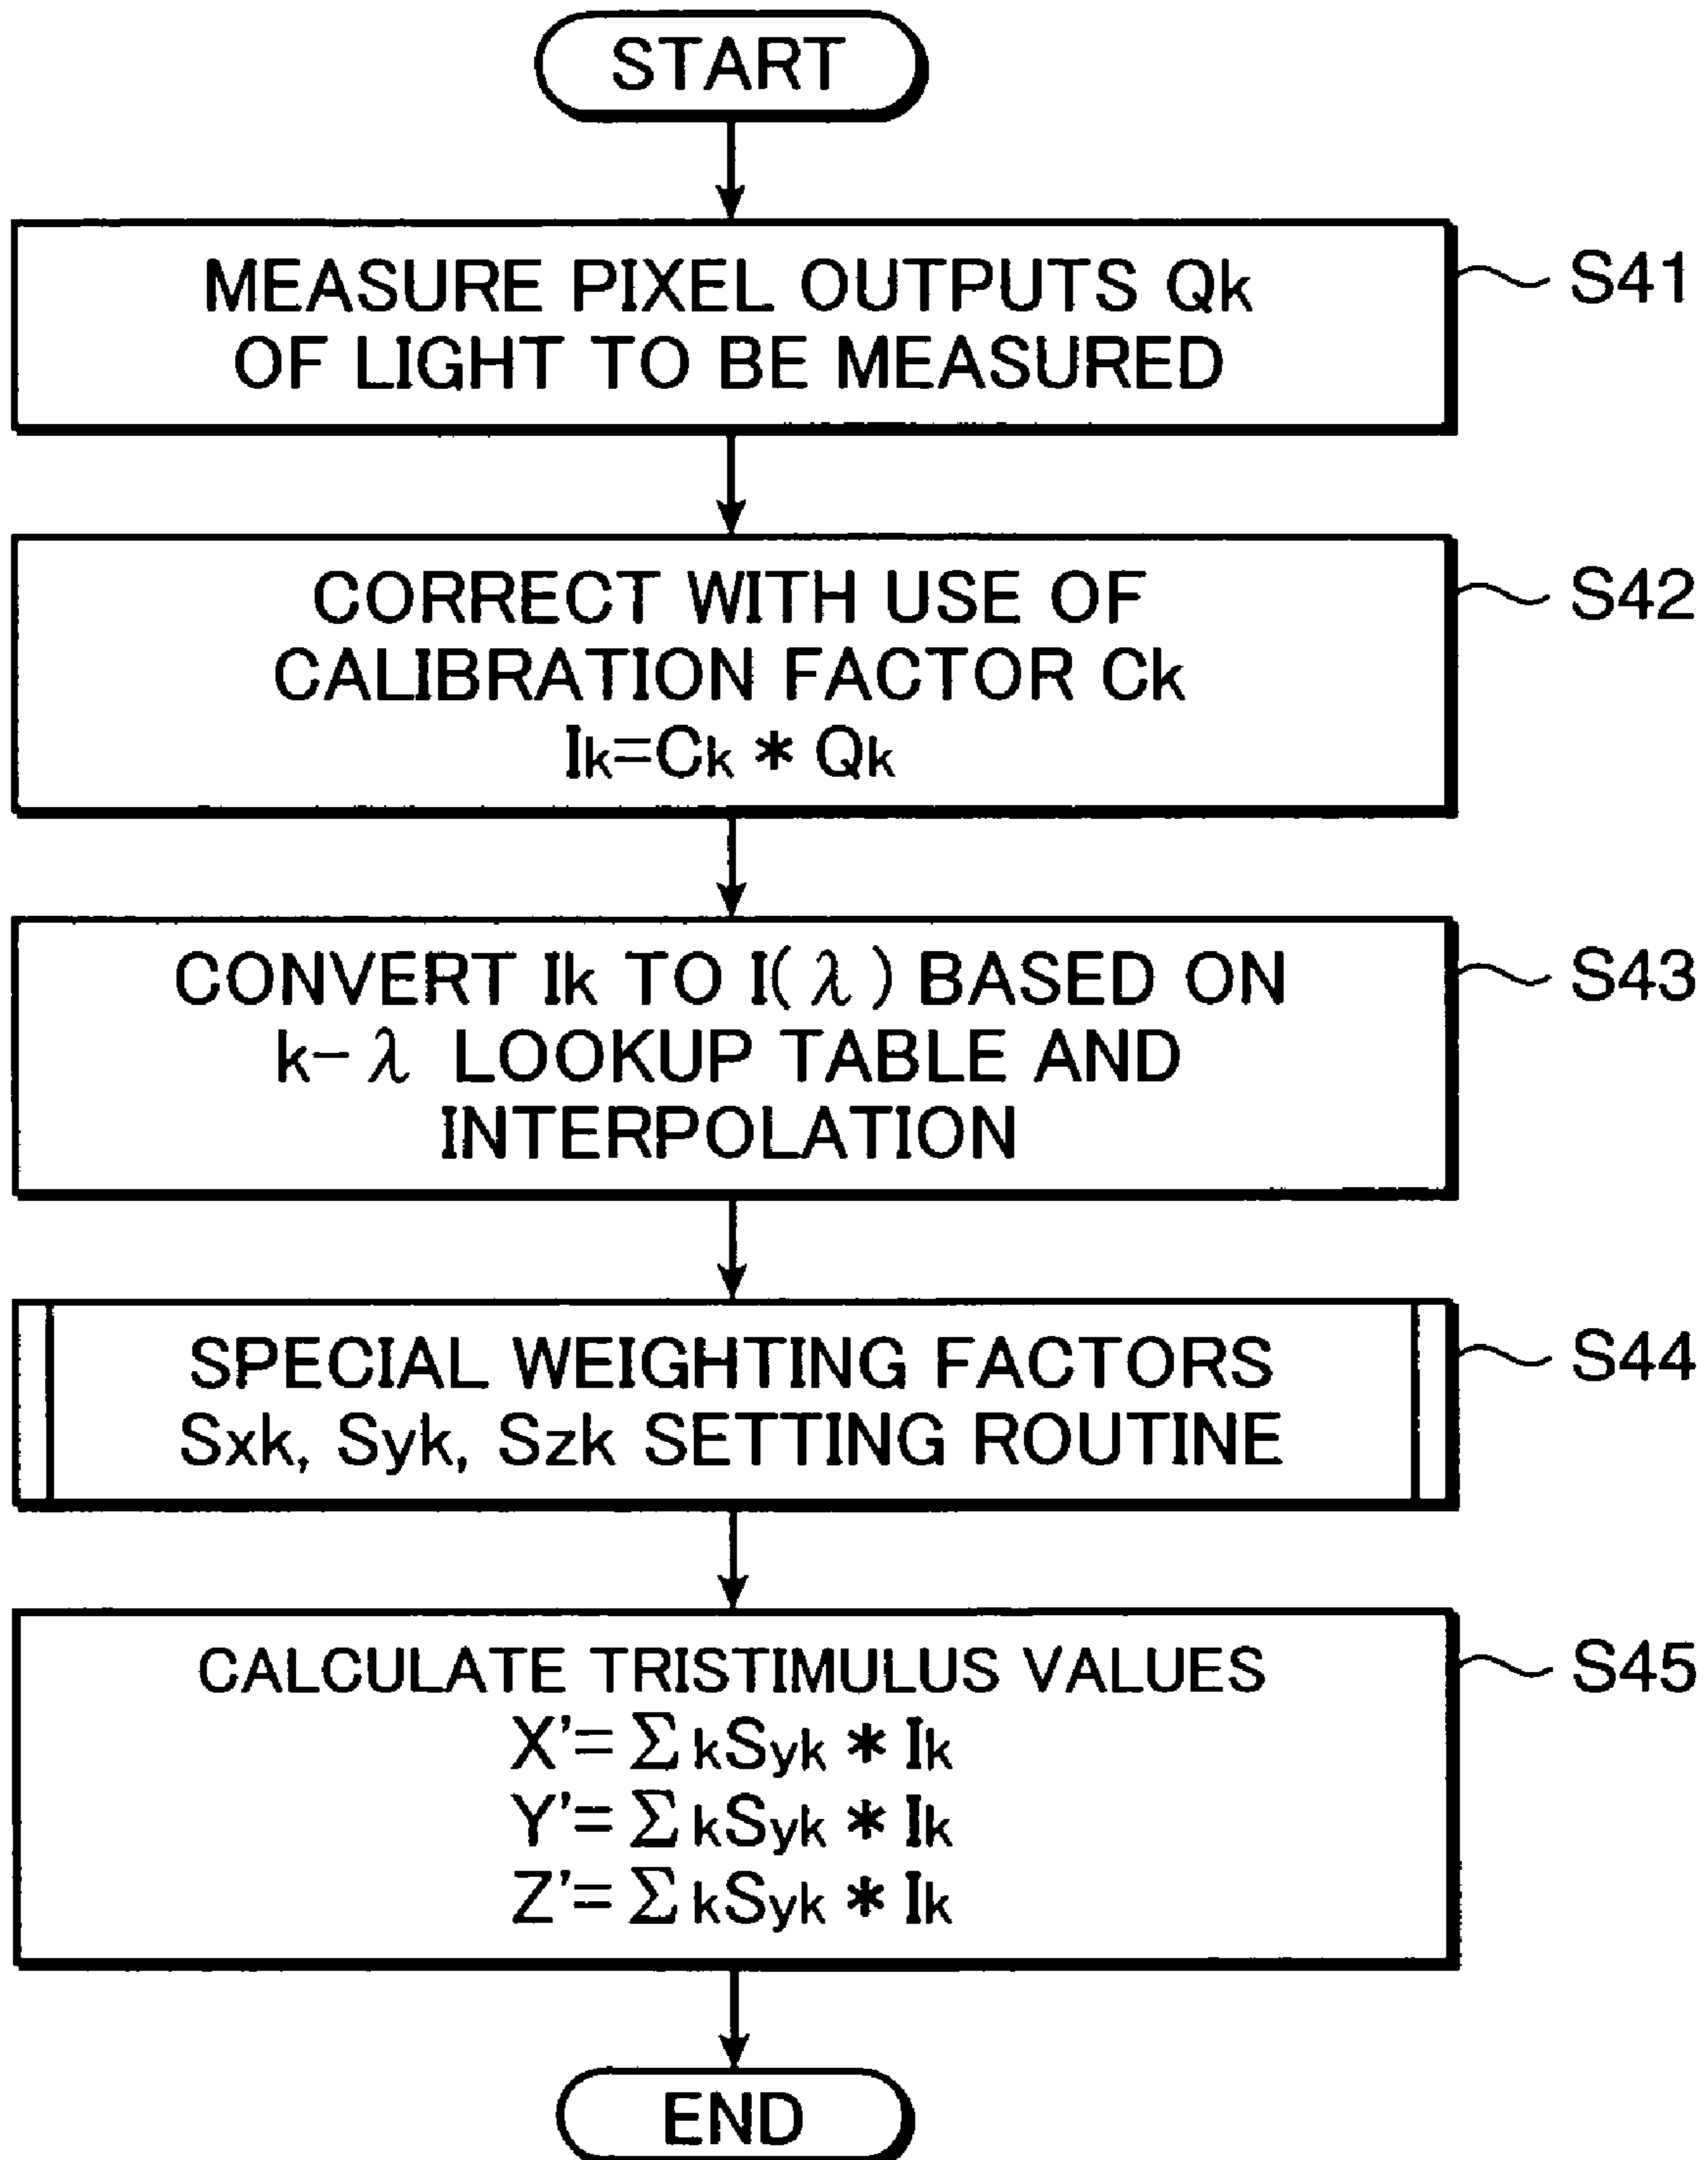 START
MEASURE PIXEL OUTPUTS Qk
OF LIGHT TO BE MEASURED
S41
CORRECT WITH USE OF
CALIBRATION FACTOR Ck
Ik=Ck * Qk
S42
CONVERT Ik TO I(λ) BASED ON
k-λ LOOKUP TABLE AND
INTERPOLATION
S43
SPECIAL WEIGHTING FACTORS
Sxk, Syk, Szk SETTING ROUTINE
S44
CALCULATE TRISTIMULUS VALUES
X'=ΣkSyk * Ik
Y'=ΣkSyk * Ik
Z'=ΣkSyk * Ik
S45
END